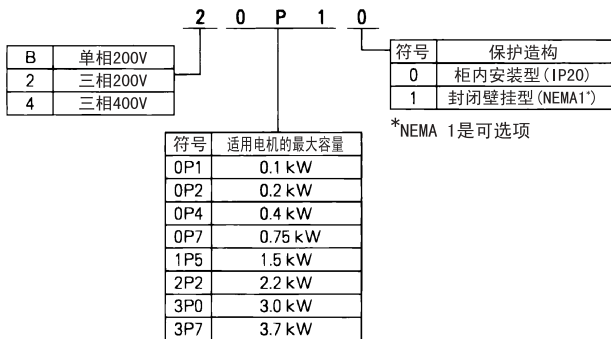 2 0 P 1 0
B 单相200V
2 三相200V
4 三相400V
符号 保护造构
0 柜内安装型(IP20)
1 封闭壁挂型(NEMA1*)
*NEMA 1是可选项
符号 适用电机的最大容量
0P1 0.1 kW
0P2 0.2 kW
0P4 0.4 kW
0P7 0.75 kW
1P5 1.5 kW
2P2 2.2 kW
3P0 3.0 kW
3P7 3.7 kW